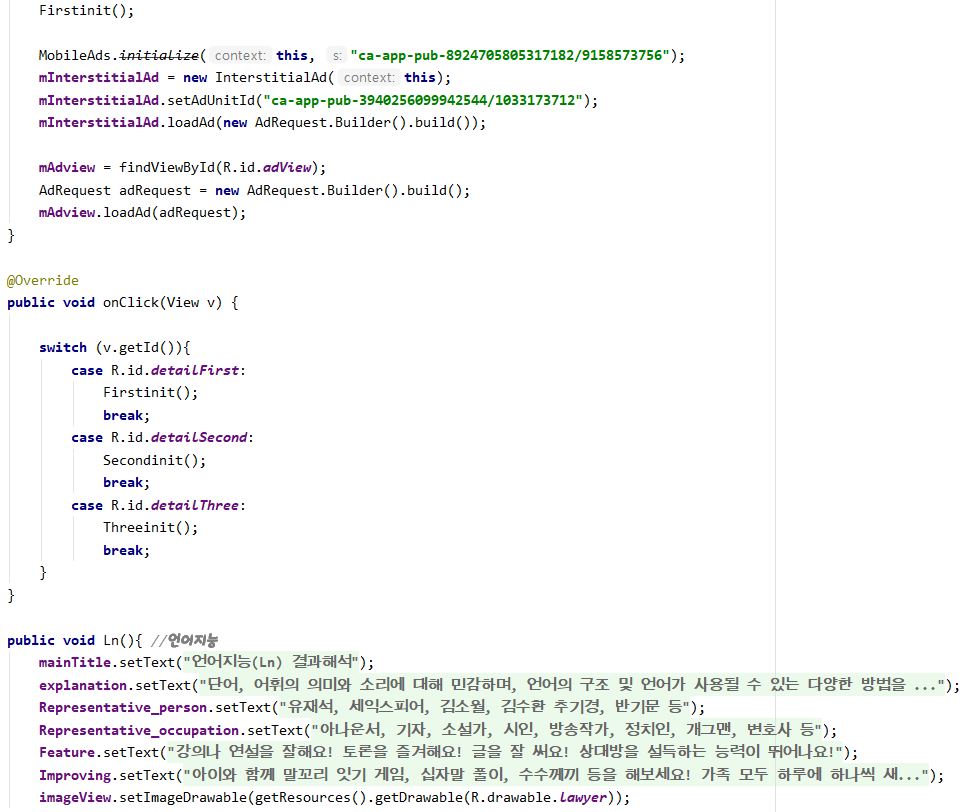 Firstinit();
MobileAds.initialize( context: this, s: "ca-app-pub-8924705805317182/9158573756");
mInterstitialAd = new InterstitialAd( context: this);
mInterstitialAd.setAdUnitId("ca-app-pub-3940256099942544/1033173712");
mInterstitialAd.loadAd(new AdRequest.Builder().build());
mAdview = findViewById(R.id.adView);
AdRequest adRequest = new AdRequest.Builder().build();
mAdview.loadAd(adRequest);
}
@Override
public void onClick(View v) {
switch (v.getId()){
case R.id.detailFirst:
Firstinit();
break;
case R.id.detailSecond:
Secondinit();
break;
case R.id.detailThree:
Threeinit();
break;
}
}
public void Ln(){ //언어지능
mainTitle.setText("언어지능(Ln) 결과해석");
explanation.setText("단어, 어휘의 의미와 소리에 대해 민감하며, 언어의 구조 및 언어가 사용될 수 있는 다양한 방법을 ...");
Representative_person.setText("유재석, 셰익스피어, 김소월, 김수환 추기경, 반기문 등");
Representative_occupation.setText("아나운서, 기자, 소설가, 시인, 방송작가, 정치인, 개그맨, 변호사 등");
Feature.setText("강의나 연설을 잘해요! 토론을 즐겨해요! 글을 잘 써요! 상대방을 설득하는 능력이 뛰어나요!");
Improving.setText("아이와 함께 말꼬리 잇기 게임, 십자말 풀이, 수수께끼 등을 해보세요! 가족 모두 하루에 하나씩 새...");
imageView.setImageDrawable(getResources().getDrawable(R.drawable.lawyer));